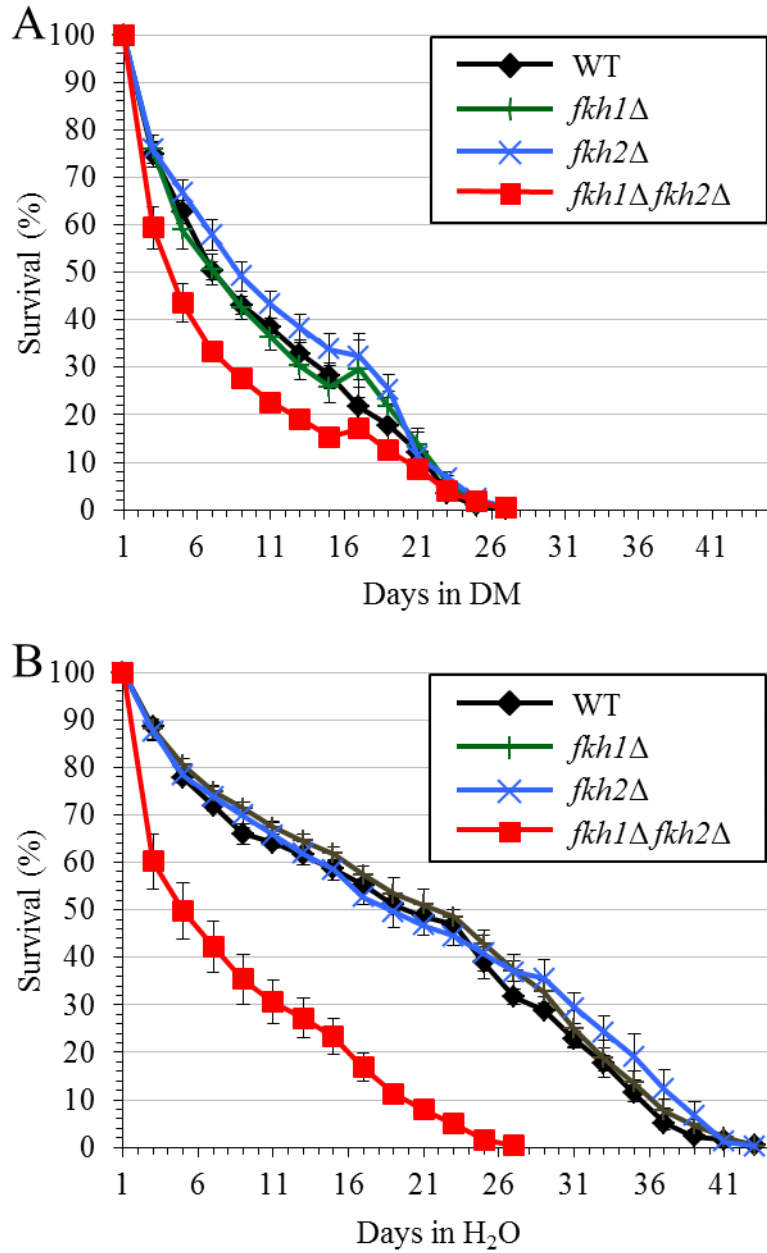 A
100
90
80
70
60
50
40
30
20
10
0
Survival (%)
WT
fkh1Δ
fkh2Δ
fkh1Δfkh2Δ
1 6 11 16 21 26 31 36 41
Days in DM
B
100
90
80
70
60
50
40
30
20
10
0
Survival (%)
WT
fkh1Δ
fkh2Δ
fkh1Δfkh2Δ
1 6 11 16 21 26 31 36 41
Days in H₂O